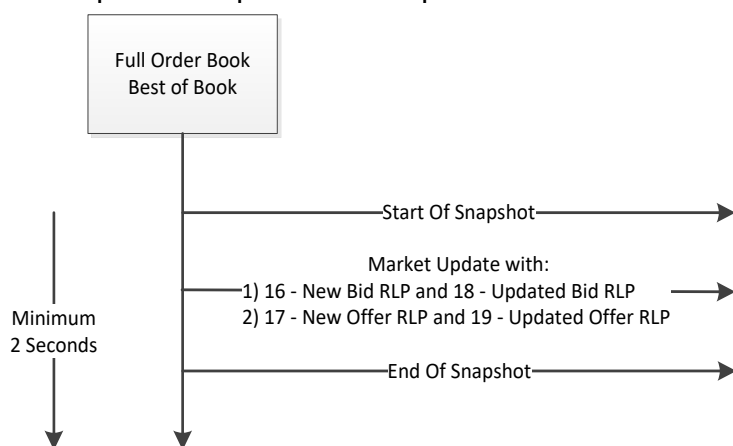 Full Order Book
Best of Book
Start Of Snapshot
Market Update with:
1) 16 - New Bid RLP and 18 - Updated Bid RLP
2) 17 - New Offer RLP and 19 - Updated Offer RLP
Minimum
2 Seconds
End Of Snapshot